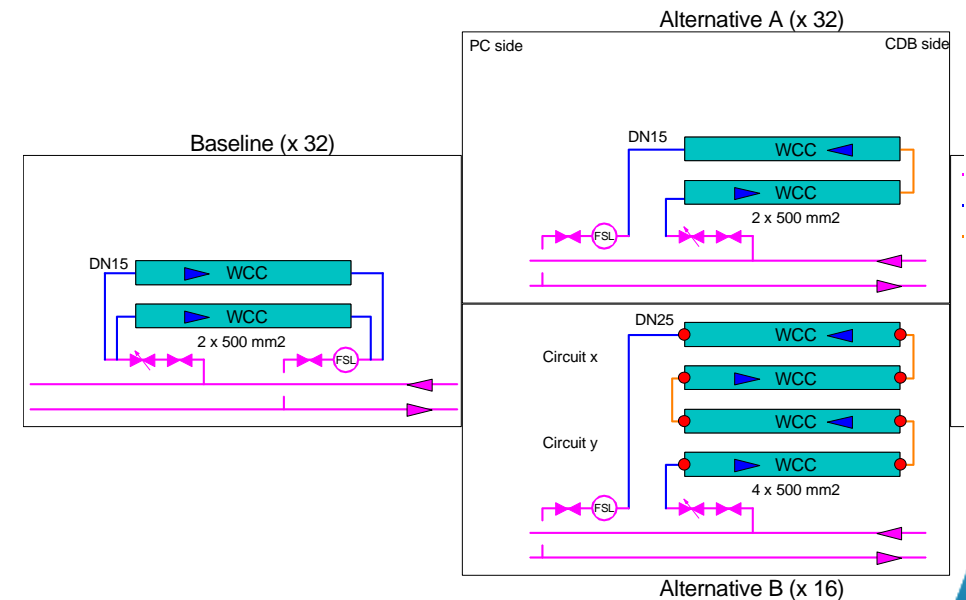 Alternative A (x 32)
PC side
CDB side
DN15
WCC
WCC
2 x 500 mm2
FSL
Baseline (x 32)
DN15
WCC
WCC
2 x 500 mm2
FSL
DN25
WCC
Circuit x
WCC
WCC
Circuit y
WCC
4 x 500 mm2
FSL
Alternative B (x 16)